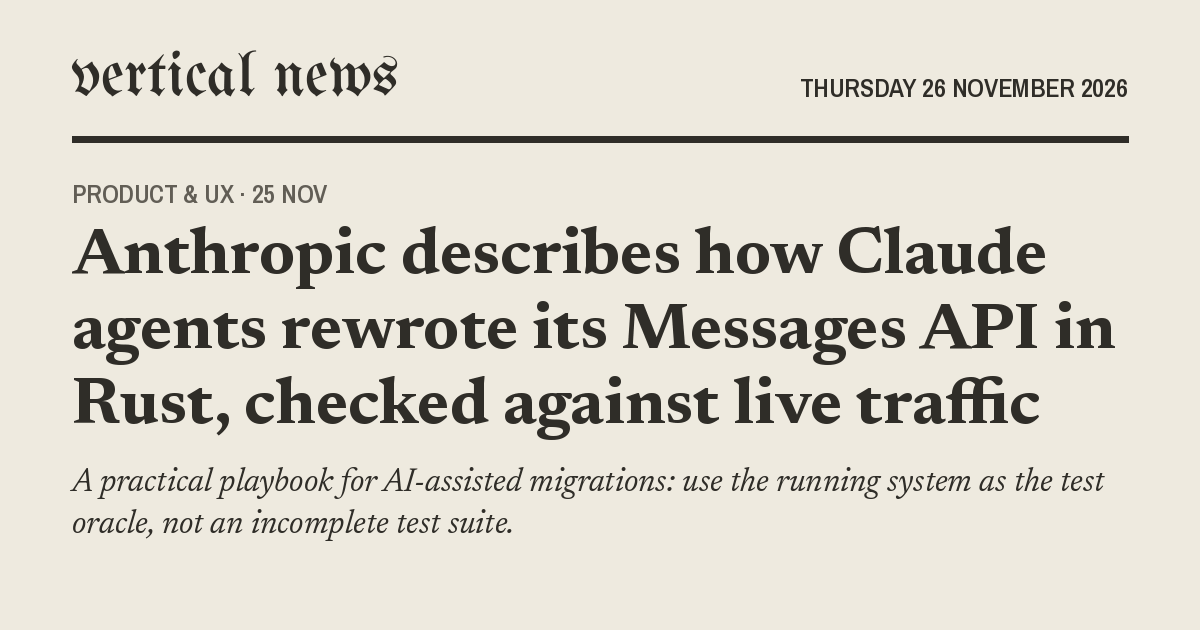 vertical news
THURSDAY 26 NOVEMBER 2026
PRODUCT & UX · 25 NOV
Anthropic describes how Claude
agents rewrote its Messages API in
Rust, checked against live traffic
A practical playbook for AI-assisted migrations: use the running system as the test
oracle, not an incomplete test suite.